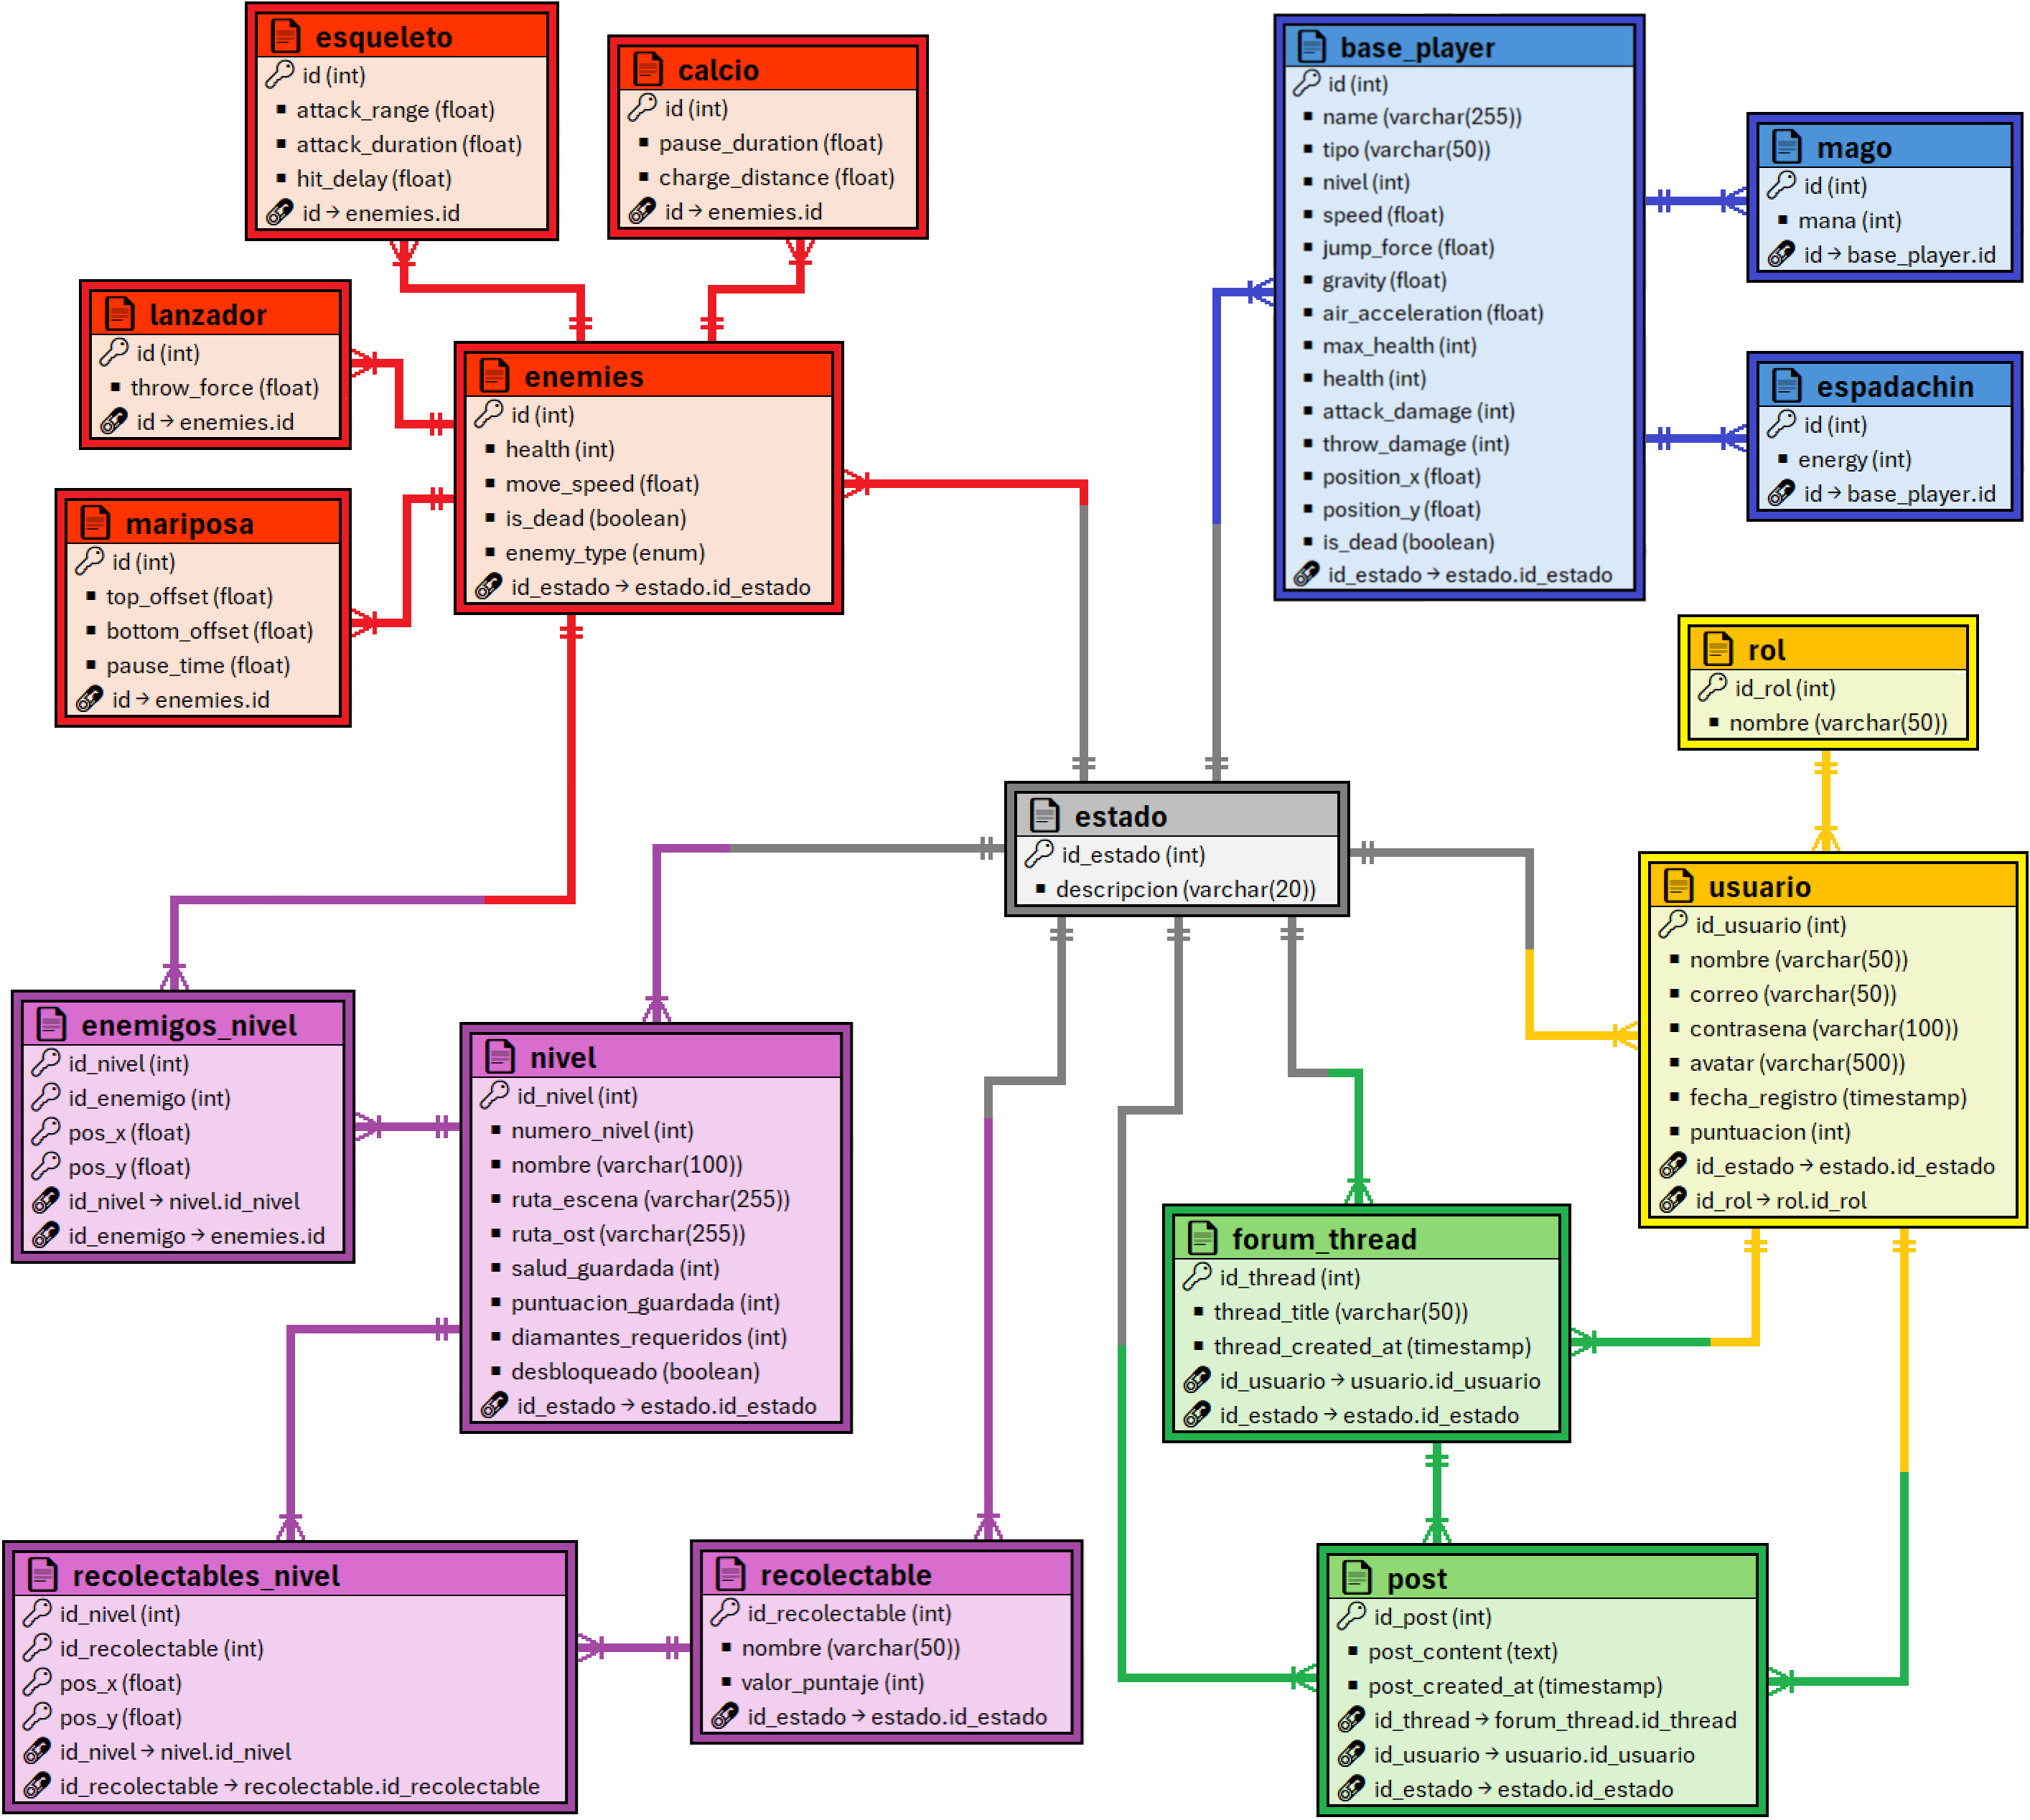 esqueleto
id (int)
attack_range (float)
attack_duration (float)
hit_delay (float)
id → enemies.id
calcio
id (int)
pause_duration (float)
charge_distance (float)
id → enemies.id
base_player
id (int)
name (varchar(255))
tipo (varchar(50))
nivel (int)
speed (float)
jump_force (float)
gravity (float)
air_acceleration (float)
max_health (int)
health (int)
attack_damage (int)
throw_damage (int)
position_x (float)
position_y (float)
is_dead (boolean)
id_estado → estado.id_estado
mago
id (int)
mana (int)
id → base_player.id
espadachin
id (int)
energy (int)
id → base_player.id
lanzador
id (int)
throw_force (float)
id → enemies.id
enemies
id (int)
health (int)
move_speed (float)
is_dead (boolean)
enemy_type (enum)
id_estado → estado.id_estado
mariposa
id (int)
top_offset (float)
bottom_offset (float)
pause_time (float)
id → enemies.id
rol
id_rol (int)
nombre (varchar(50))
estado
id_estado (int)
descripcion (varchar(20))
usuario
id_usuario (int)
nombre (varchar(50))
correo (varchar(50))
contrasena (varchar(100))
avatar (varchar(500))
fecha_registro (timestamp)
puntuacion (int)
id_estado → estado.id_estado
id_rol → rol.id_rol
enemigos_nivel
id_nivel (int)
id_enemigo (int)
pos_x (float)
pos_y (float)
id_nivel → nivel.id_nivel
id_enemigo → enemies.id
nivel
id_nivel (int)
numero_nivel (int)
nombre (varchar(100))
ruta_escena (varchar(255))
ruta_ost (varchar(255))
salud_guardada (int)
puntuacion_guardada (int)
diamantes_requeridos (int)
desbloqueado (boolean)
id_estado → estado.id_estado
forum_thread
id_thread (int)
thread_title (varchar(50))
thread_created_at (timestamp)
id_usuario → usuario.id_usuario
id_estado → estado.id_estado
recolectables_nivel
id_nivel (int)
id_recolectable (int)
pos_x (float)
pos_y (float)
id_nivel → nivel.id_nivel
id_recolectable → recolectable.id_recolectable
recolectable
id_recolectable (int)
nombre (varchar(50))
valor_puntaje (int)
id_estado → estado.id_estado
post
id_post (int)
post_content (text)
post_created_at (timestamp)
id_thread → forum_thread.id_thread
id_usuario → usuario.id_usuario
id_estado → estado.id_estado